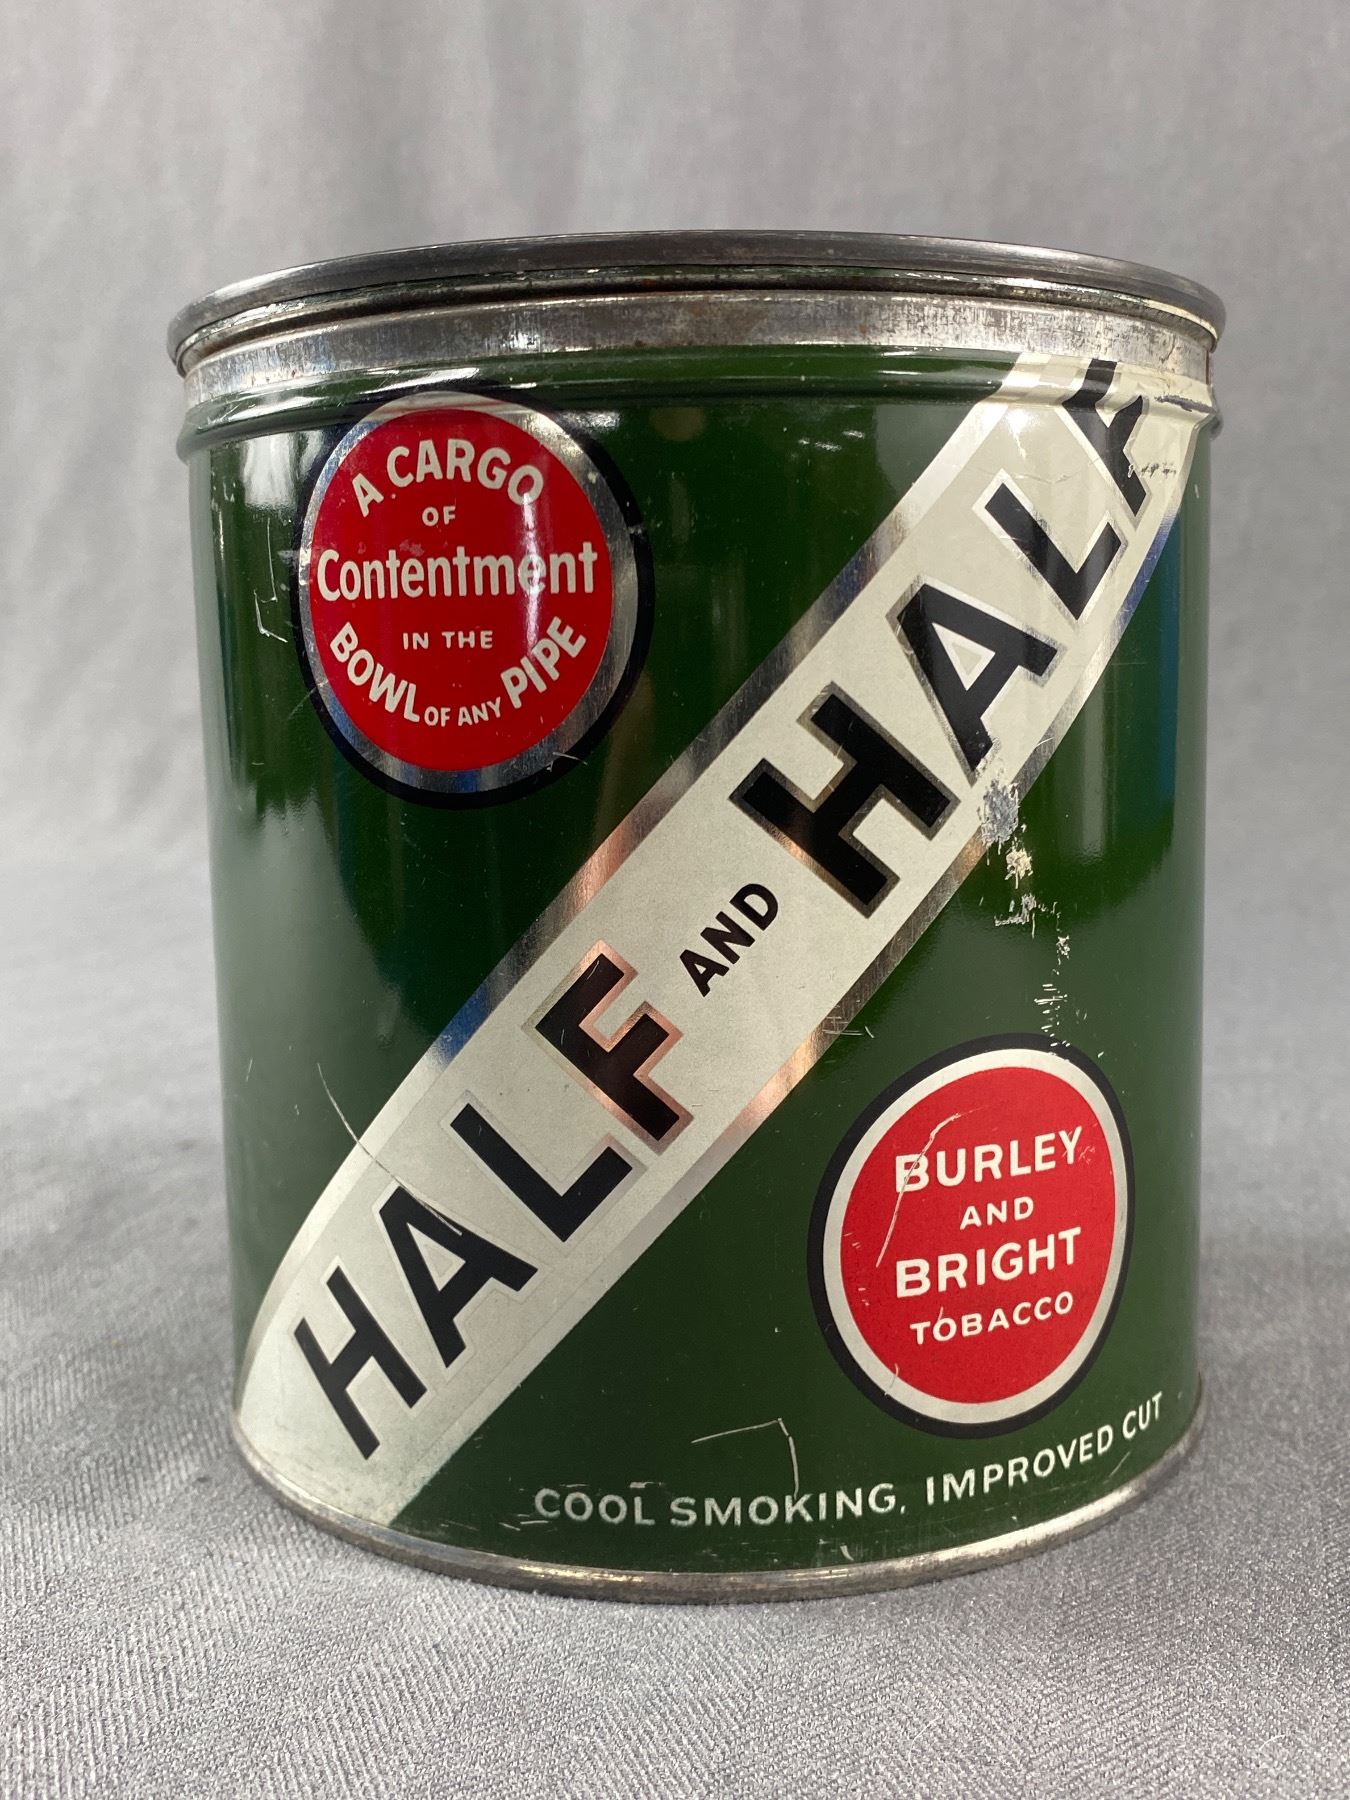 A CARGO
OF
Contentment
IN THE
BOWL OF ANY PIPE
HALF AND HALF
BURLEY
AND
BRIGHT
TOBACCO
COOL SMOKING, IMPROVED CUT